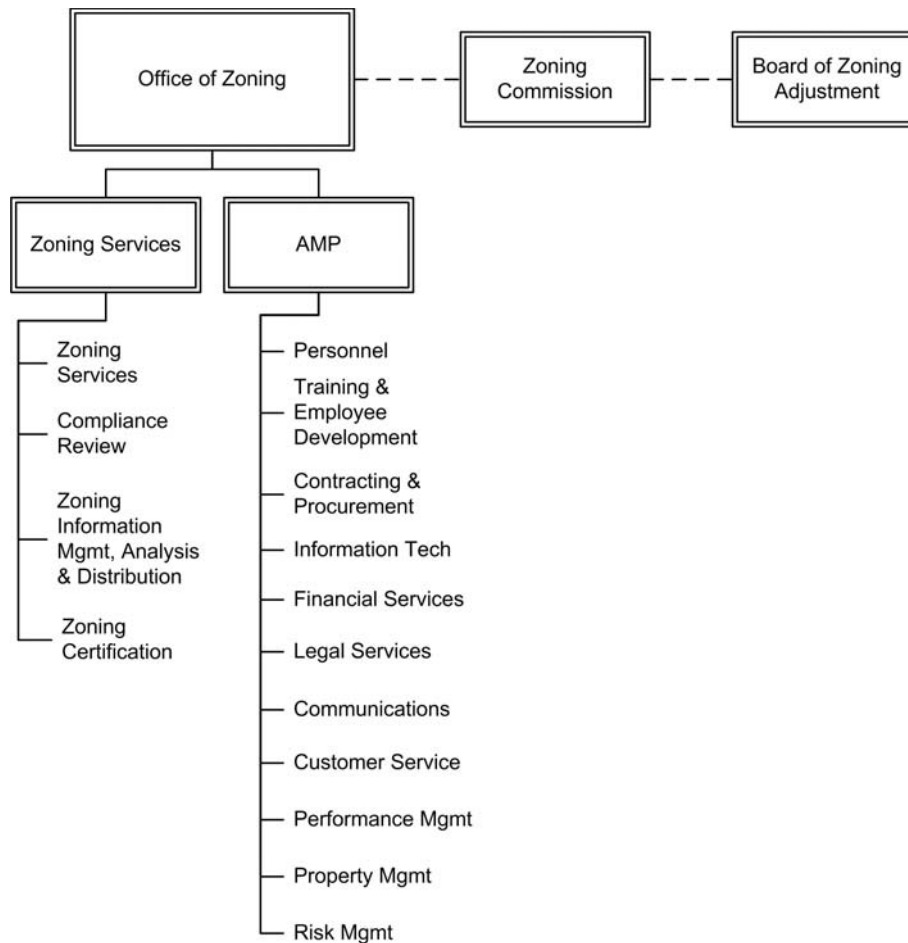 Office of Zoning
Zoning
Commission
Board of Zoning
Adjustment
Zoning Services
AMP
Zoning
Services
Compliance
Review
Zoning
Information
Mgmt, Analysis
& Distribution
Zoning
Certification
Personnel
Training &
Employee
Development
Contracting &
Procurement
Information Tech
Financial Services
Legal Services
Communications
Customer Service
Performance Mgmt
Property Mgmt
Risk Mgmt